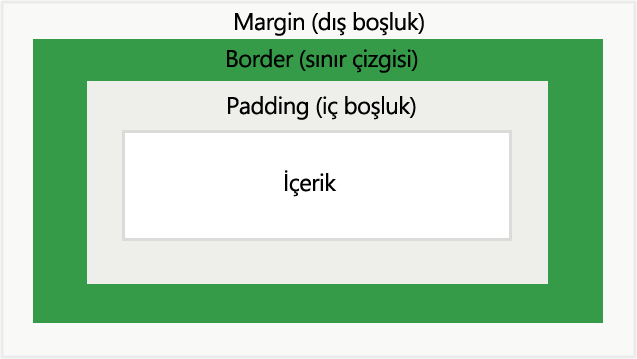 Margin (dış boşluk)
Border (sınır çizgisi)
Padding (iç boşluk)
İçerik